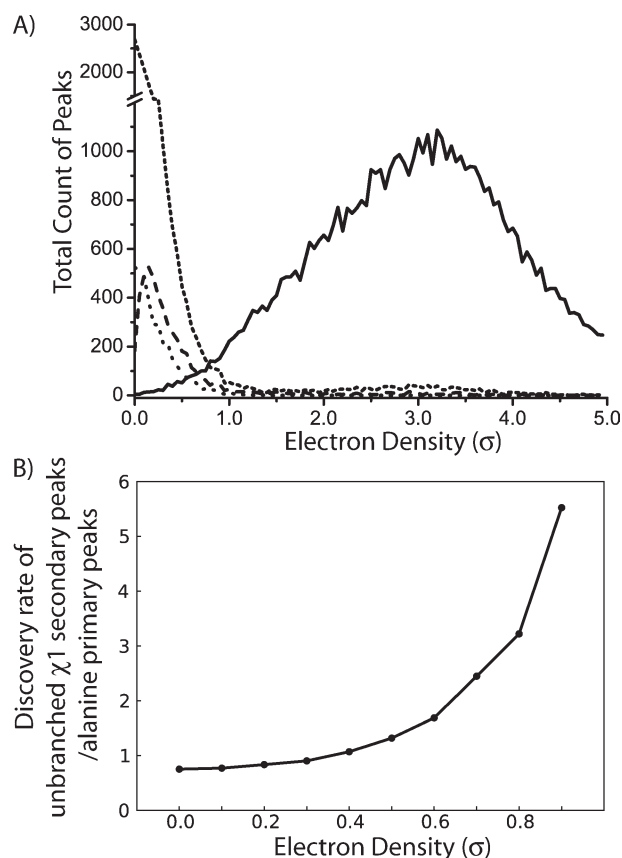 A)
3000
2000
1000
800
600
400
200
0
Total Count of Peaks
0.0 1.0 2.0 3.0 4.0 5.0
Electron Density (σ)
B)
6
5
4
3
2
1
0
Discovery rate of
unbranched χ1 secondary peaks
/alanine primary peaks
0.0 0.2 0.4 0.6 0.8
Electron Density (σ)